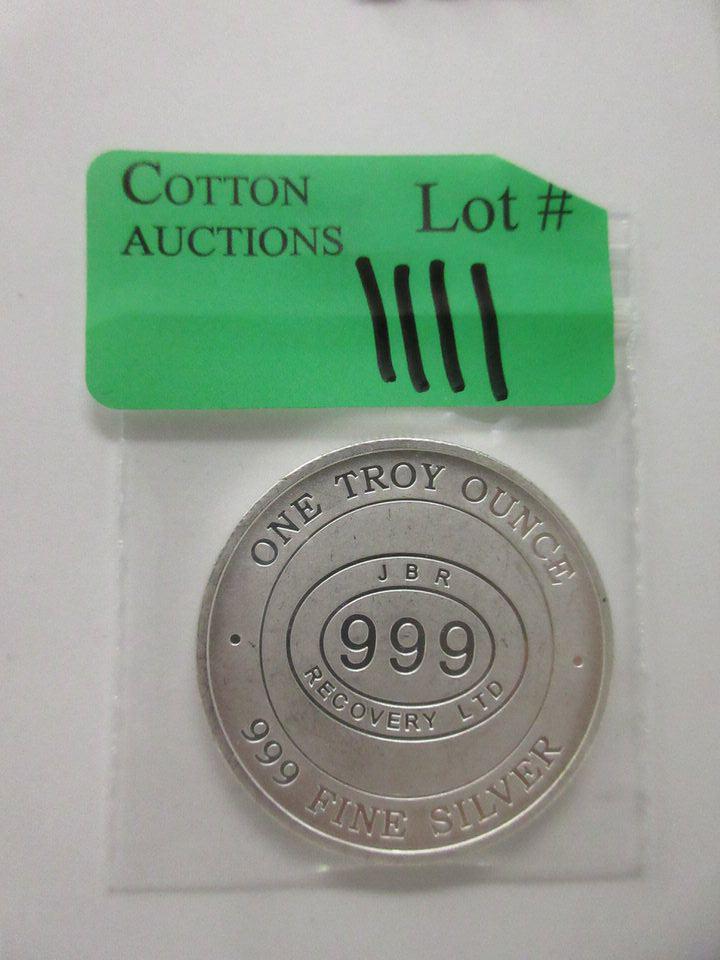 COTTON
AUCTIONS
Lot #
1111
ONE TROY OUNCE
JBR
999
RECOVERY LTD
999 FINE SILVER